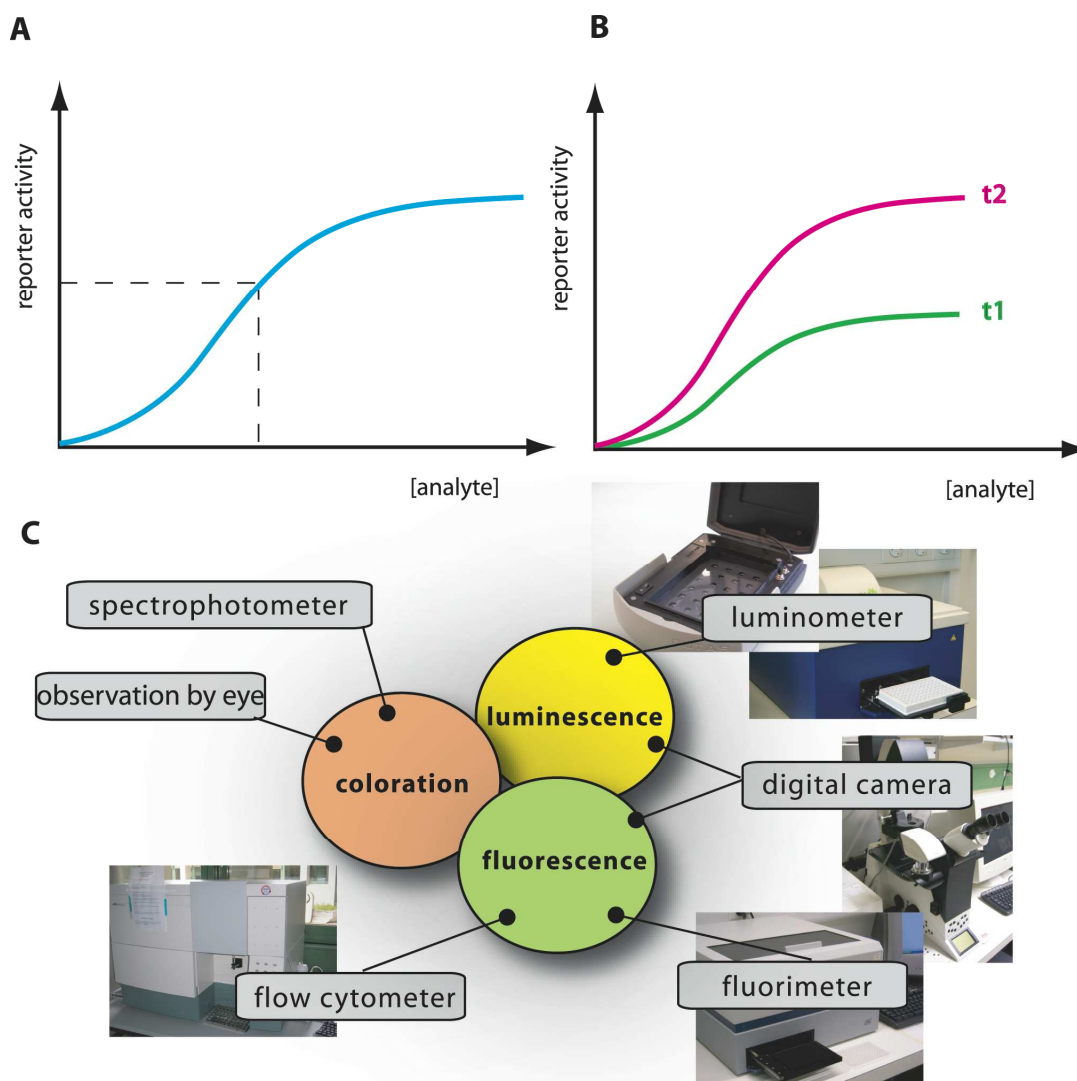 A
B
reporter activity
reporter activity
t2
t1
[analyte]
[analyte]
C
spectrophotometer
luminometer
observation by eye
luminescence
coloration
digital camera
fluorescence
flow cytometer
fluorimeter